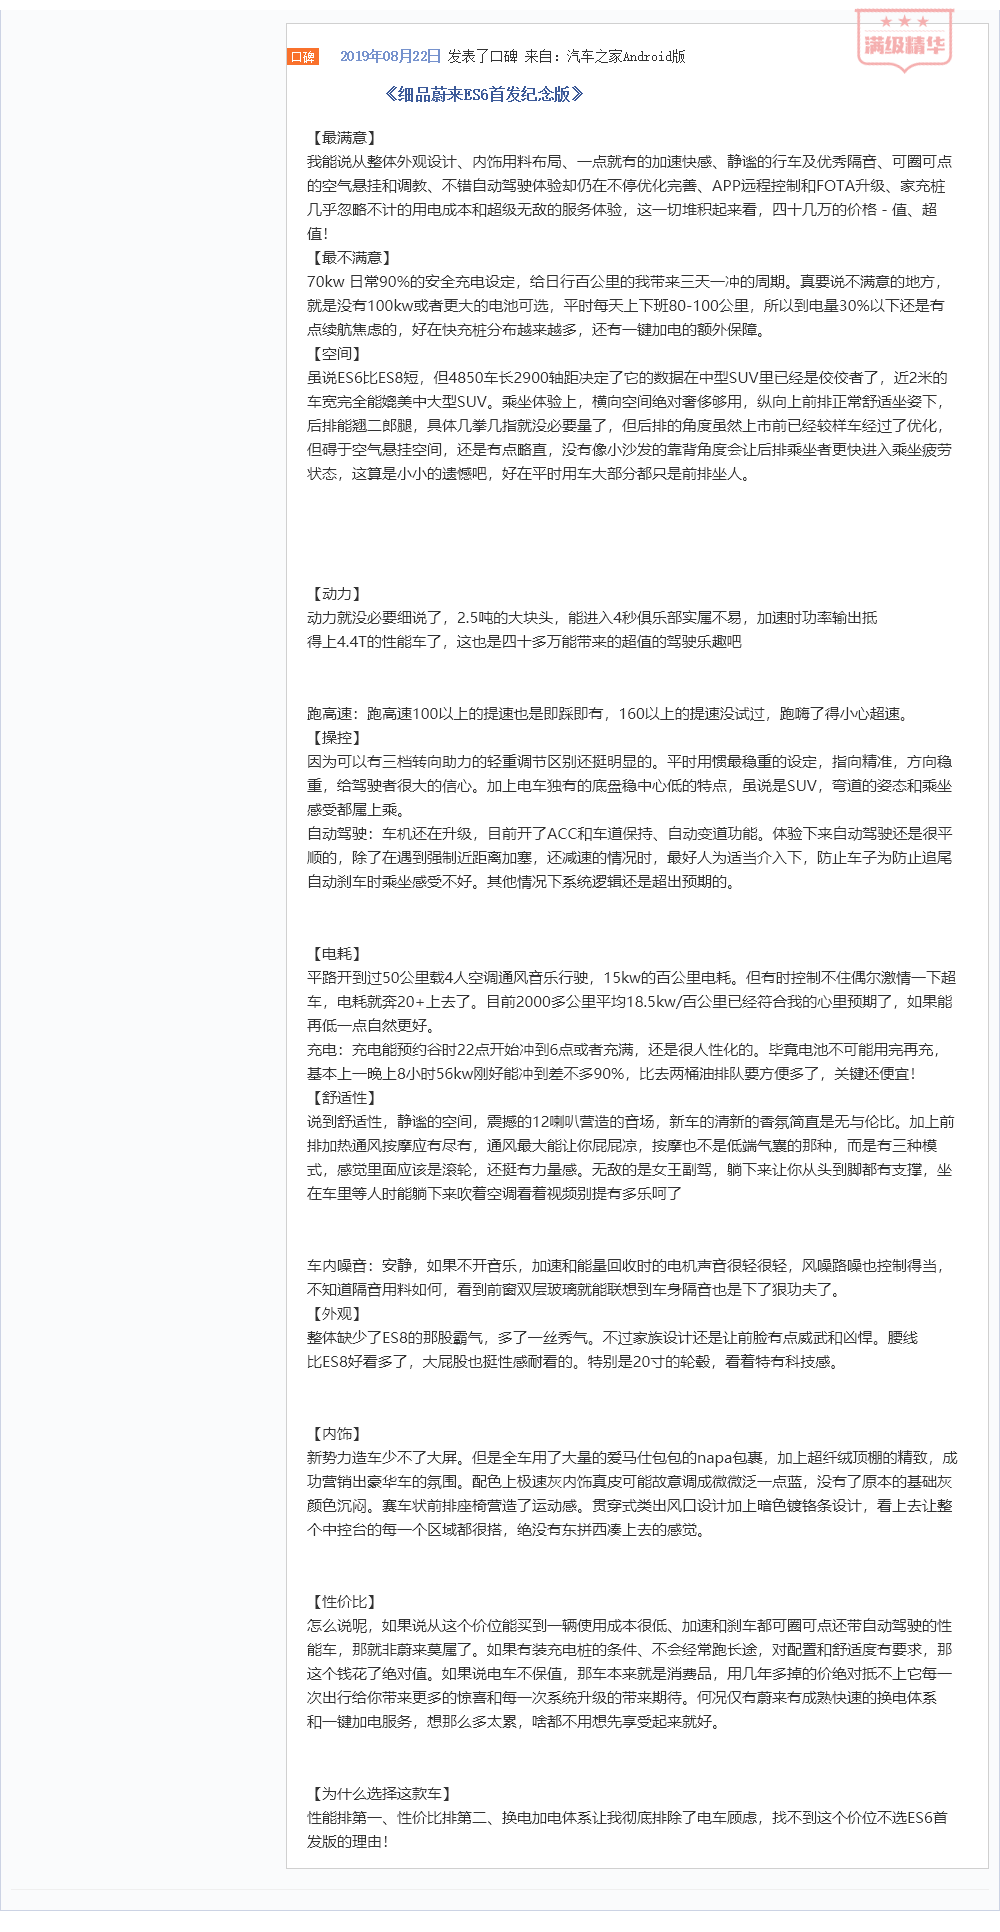 满级精华
口碑 2019年08月22日 发表了口碑 来自：汽车之家Android版
《细品蔚来ES6首发纪念版》
【最满意】
我能说从整体外观设计、内饰用料布局、一点就有的加速快感、静谧的行车及优秀隔音、可圈可点
的空气悬挂和调教、不错自动驾驶体验却仍在不停优化完善、APP远程控制和FOTA升级、家充桩
几乎忽略不计的用电成本和超级无敌的服务体验，这一切堆积起来看，四十几万的价格－值、超
值！
【最不满意】
70kw 日常90%的安全充电设定，给日行百公里的我带来三天一冲的周期。真要说不满意的地方，
就是没有100kw或者更大的电池可选，平时每天上下班80-100公里，所以到电量30%以下还是有
点续航焦虑的，好在快充桩分布越来越多，还有一键加电的额外保障。
【空间】
虽说ES6比ES8短，但4850车长2900轴距决定了它的数据在中型SUV里已经是佼佼者了，近2米的
车宽完全能媲美中大型SUV。乘坐体验上，横向空间绝对奢侈够用，纵向上前排正常舒适坐姿下，
后排能翘二郎腿，具体几拳几指就没必要量了，但后排的角度虽然上市前已经较样车经过了优化，
但碍于空气悬挂空间，还是有点略直，没有像小沙发的靠背角度会让后排乘坐者更快进入乘坐疲劳
状态，这算是小小的遗憾吧，好在平时用车大部分都只是前排坐人。
【动力】
动力就没必要细说了，2.5吨的大块头，能进入4秒俱乐部实属不易，加速时功率输出抵
得上4.4T的性能车了，这也是四十多万能带来的超值的驾驶乐趣吧
跑高速：跑高速100以上的提速也是即踩即有，160以上的提速没试过，跑嗨了得小心超速。
【操控】
因为可以有三档转向助力的轻重调节区别还挺明显的。平时用惯最稳重的设定，指向精准，方向稳
重，给驾驶者很大的信心。加上电车独有的底盘稳中心低的特点，虽说是SUV，弯道的姿态和乘坐
感受都属上乘。
自动驾驶：车机还在升级，目前开了ACC和车道保持、自动变道功能。体验下来自动驾驶还是很平
顺的，除了在遇到强制近距离加塞，还减速的情况时，最好人为适当介入下，防止车子为防止追尾
自动刹车时乘坐感受不好。其他情况下系统逻辑还是超出预期的。
【电耗】
平路开到过50公里载4人空调通风音乐行驶，15kw的百公里电耗。但有时控制不住偶尔激情一下超
车，电耗就奔20+上去了。目前2000多公里平均18.5kw/百公里已经符合我的心里预期了，如果能
再低一点自然更好。
充电：充电能预约谷时22点开始冲到6点或者充满，还是很人性化的。毕竟电池不可能用完再充，
基本上一晚上8小时56kw刚好能冲到差不多90%，比去两桶油排队要方便多了，关键还便宜！
【舒适性】
说到舒适性，静谧的空间，震撼的12喇叭营造的音场，新车的清新的香氛简直是无与伦比。加上前
排加热通风按摩应有尽有，通风最大能让你屁屁凉，按摩也不是低端气囊的那种，而是有三种模
式，感觉里面应该是滚轮，还挺有力量感。无敌的是女王副驾，躺下来让你从头到脚都有支撑，坐
在车里等人时能躺下来吹着空调看着视频别提有多乐呵了
车内噪音：安静，如果不开音乐，加速和能量回收时的电机声音很轻很轻，风噪路噪也控制得当，
不知道隔音用料如何，看到前窗双层玻璃就能联想到车身隔音也是下了狠功夫了。
【外观】
整体缺少了ES8的那股霸气，多了一丝秀气。不过家族设计还是让前脸有点威武和凶悍。腰线
比ES8好看多了，大屁股也挺性感耐看的。特别是20寸的轮毂，看着特有科技感。
【内饰】
新势力造车少不了大屏。但是全车用了大量的爱马仕包包的napa包裹，加上超纤绒顶棚的精致，成
功营销出豪华车的氛围。配色上极速灰内饰真皮可能故意调成微微泛一点蓝，没有了原本的基础灰
颜色沉闷。赛车状前排座椅营造了运动感。贯穿式类出风口设计加上暗色镀铬条设计，看上去让整
个中控台的每一个区域都很搭，绝没有东拼西凑上去的感觉。
【性价比】
怎么说呢，如果说从这个价位能买到一辆使用成本很低、加速和刹车都可圈可点还带自动驾驶的性
能车，那就非蔚来莫属了。如果有装充电桩的条件、不会经常跑长途，对配置和舒适度有要求，那
这个钱花了绝对值。如果说电车不保值，那车本来就是消费品，用几年多掉的价绝对抵不上它每一
次出行给你带来更多的惊喜和每一次系统升级的带来期待。何况仅有蔚来有成熟快速的换电体系
和一键加电服务，想那么多太累，啥都不用想先享受起来就好。
【为什么选择这款车】
性能排第一、性价比排第二、换电加电体系让我彻底排除了电车顾虑，找不到这个价位不选ES6首
发版的理由！